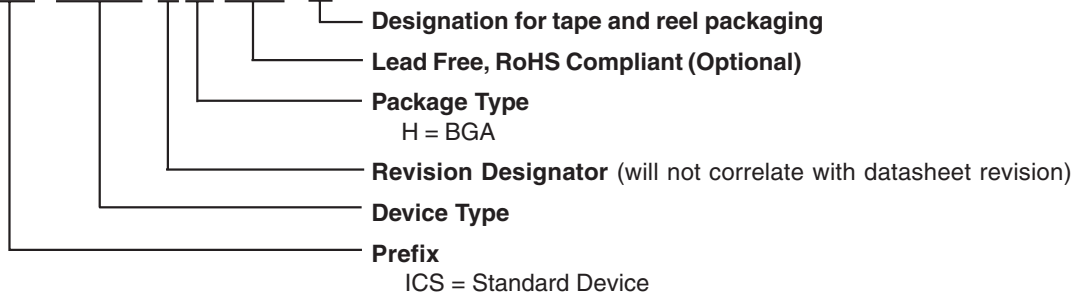 Designation for tape and reel packaging
Lead Free, RoHS Compliant (Optional)
Package Type
H = BGA
Revision Designator (will not correlate with datasheet revision)
Device Type
Prefix
ICS = Standard Device